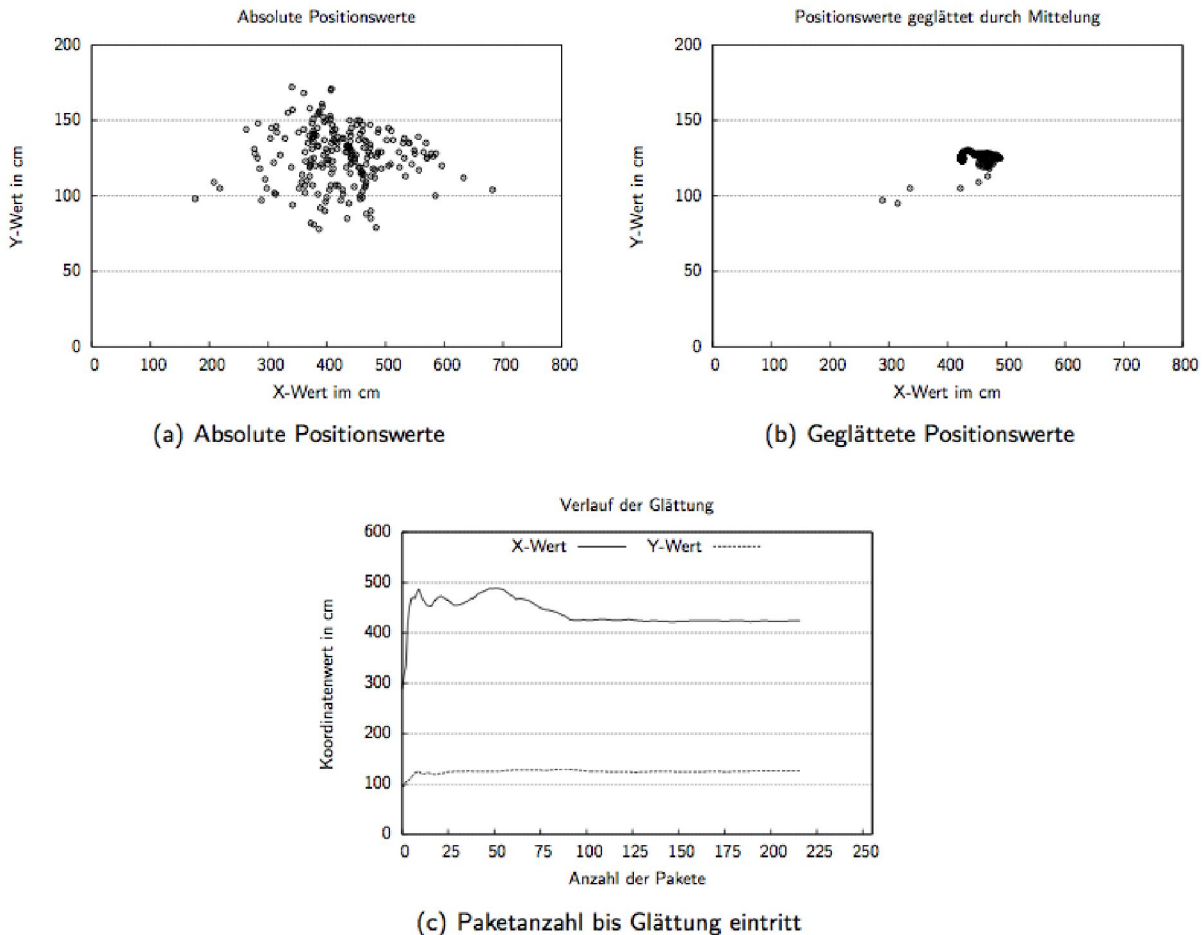 Absolute Positionswerte
200
150
100
50
0
Y-Wert in cm
0 100 200 300 400 500 600 700 800
X-Wert im cm
(a) Absolute Positionswerte
Positionswerte geglättet durch Mittelung
200
150
100
50
0
Y-Wert in cm
0 100 200 300 400 500 600 700 800
X-Wert im cm
(b) Geglättete Positionswerte
Verlauf der Glättung
X-Wert Y-Wert
600
500
400
300
200
100
0
Koordinatenwert in cm
0 25 50 75 100 125 150 175 200 225 250
Anzahl der Pakete
(c) Paketanzahl bis Glättung eintritt